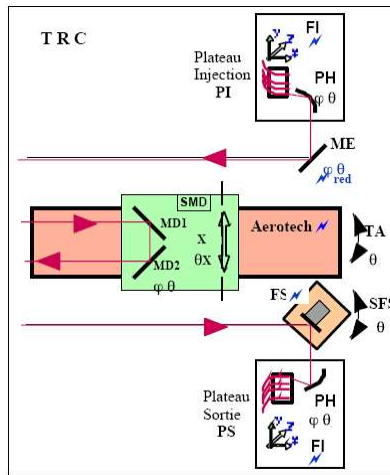 T R C
FI
Plateau
Injection
PI
y
z
x
PH
φ θ
ME
φ θ
red
SMD
MD1
X
θx
MD2
φ θ
Aerotech
TA
θ
FS
SFS
θ
Plateau
Sortie
PS
PH
φ θ
y
z
x
FI